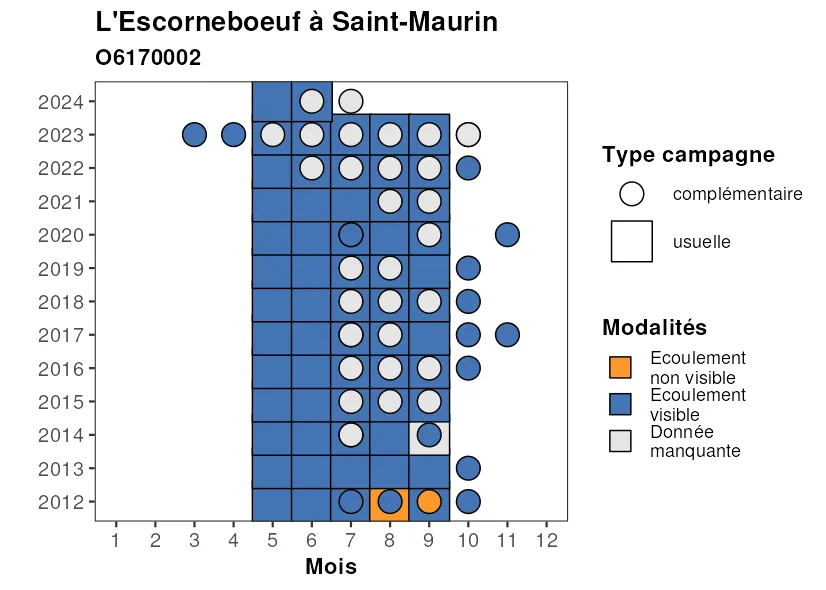 L'Escorneboeuf à Saint-Maurin
O6170002
2024
2023
2022
2021
2020
2019
2018
2017
2016
2015
2014
2013
2012
1 2 3 4 5 6 7 8 9 10 11 12
Mois
Type campagne
complémentaire
usuelle
Modalités
Ecoulement
non visible
Ecoulement
visible
Donnée
manquante